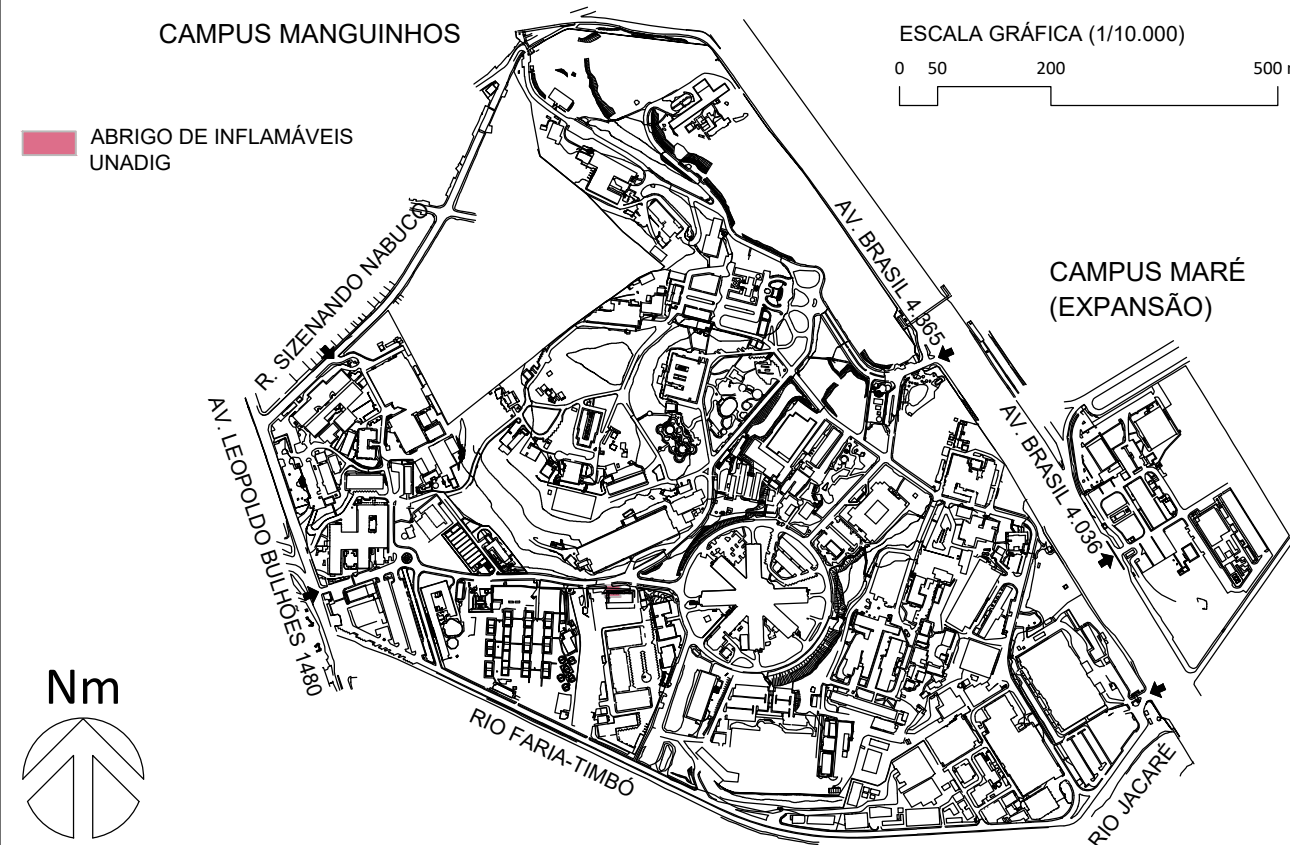 CAMPUS MANGUINHOS
ESCALA GRÁFICA (1/10.000)
0 50 200 500
ABRIGO DE INFLAMÁVEIS
UNADIG
R. SIZENANDO NABUCO
AV. BRASIL 4.365
CAMPUS MARÉ
(EXPANSÃO)
AV. LEOPOLDO BULHÕES 1480
AV. BRASIL 4.036
Nm
RIO FARIA-TIMBÓ
RIO JACARÉ